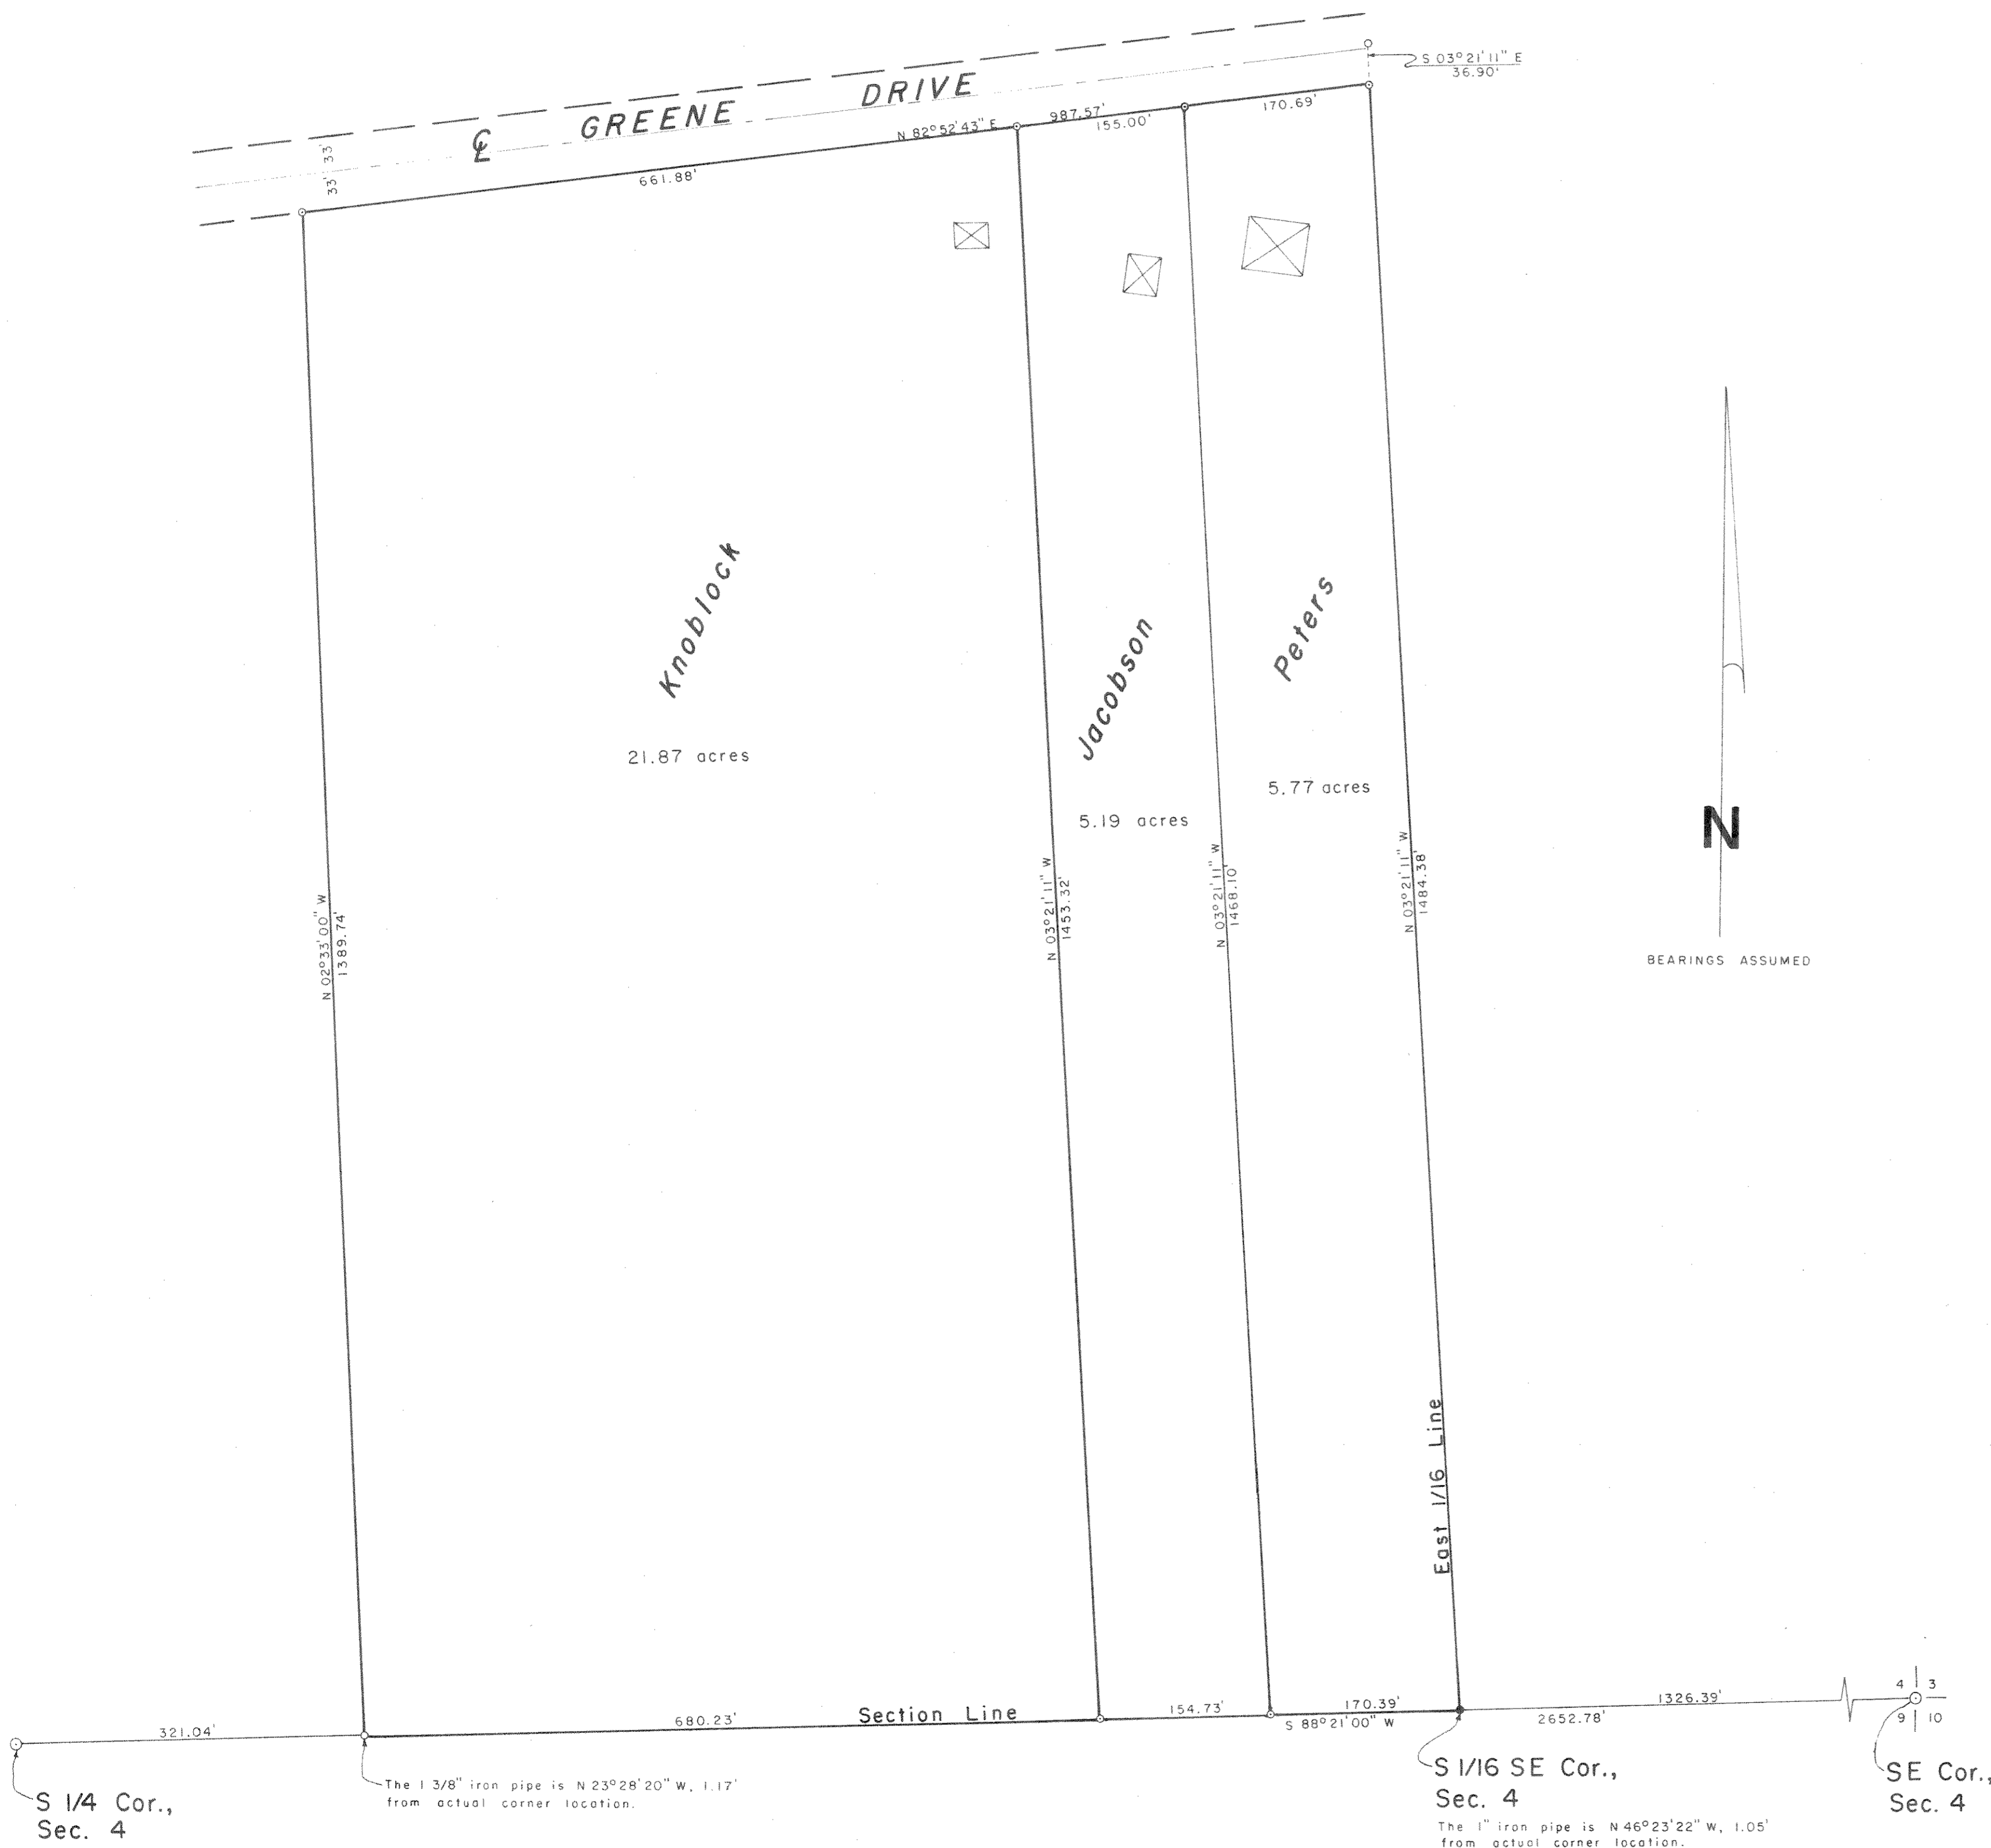 S 03°21'11" E
36.90'
℄ GREENE DRIVE
33' 33'
N 82°52'43" E
987.57'
661.88'
155.00'
170.69'
Knoblock
21.87 acres
Jacobson
5.19 acres
Peters
5.77 acres
N 02°33'00" W
1389.74'
N 03°21'11" W
1453.32'
N 03°21'11" W
1468.10'
N 03°21'11" W
1484.38'
N
BEARINGS ASSUMED
East 1/16 Line
321.04'
680.23'
Section Line
154.73'
170.39'
S 88°21'00" W
1326.39'
2652.78'
4 3
9 10
S 1/4 Cor.,
Sec. 4
The 1 3/8" iron pipe is N 23°28'20" W, 1.17'
from actual corner location.
S 1/16 SE Cor.,
Sec. 4
The 1" iron pipe is N 46°23'22" W, 1.05'
from actual corner location.
SE Cor.,
Sec. 4